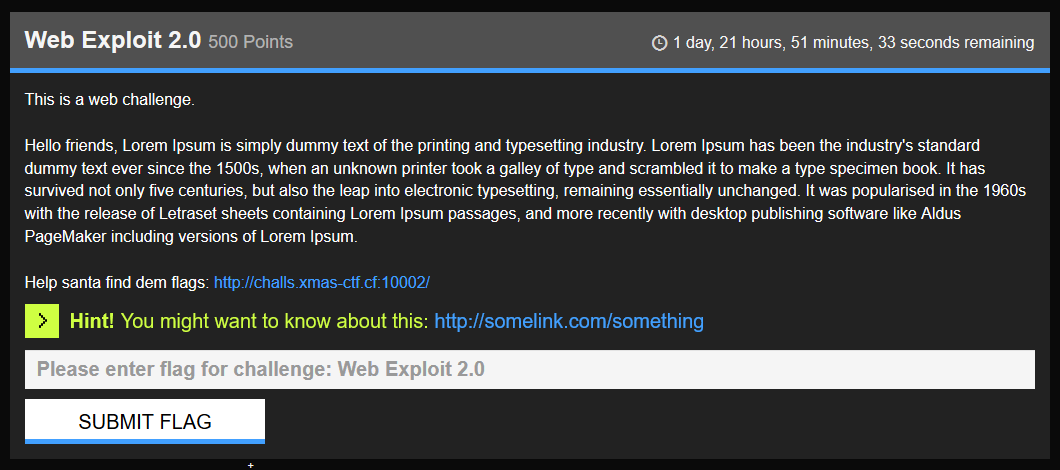 Web Exploit 2.0 500 Points 1 day, 21 hours, 51 minutes, 33 seconds remaining
This is a web challenge.
Hello friends, Lorem Ipsum is simply dummy text of the printing and typesetting industry. Lorem Ipsum has been the industry's standard
dummy text ever since the 1500s, when an unknown printer took a galley of type and scrambled it to make a type specimen book. It has
survived not only five centuries, but also the leap into electronic typesetting, remaining essentially unchanged. It was popularised in the 1960s
with the release of Letraset sheets containing Lorem Ipsum passages, and more recently with desktop publishing software like Aldus
PageMaker including versions of Lorem Ipsum.
Help santa find dem flags: http://challs.xmas-ctf.cf:10002/
Hint! You might want to know about this: http://somelink.com/something
Please enter flag for challenge: Web Exploit 2.0
SUBMIT FLAG